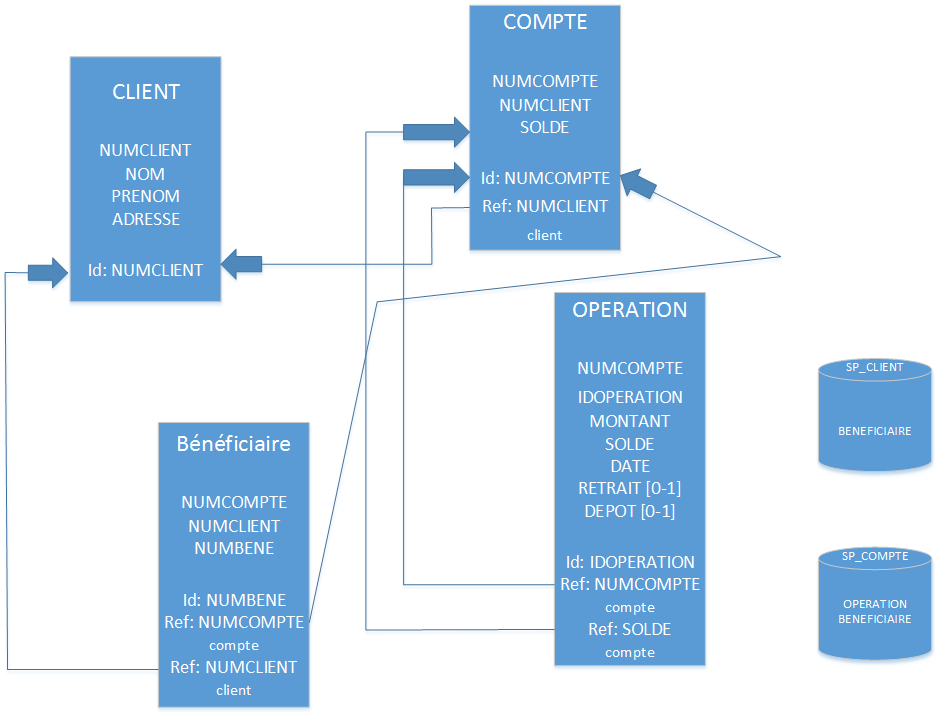 CLIENT
NUMCLIENT
NOM
PRENOM
ADRESSE
Id: NUMCLIENT
COMPTE
NUMCOMPTE
NUMCLIENT
SOLDE
Id: NUMCOMPTE
Ref: NUMCLIENT
client
Bénéficiaire
NUMCOMPTE
NUMCLIENT
NUMBENE
Id: NUMBENE
Ref: NUMCOMPTE
compte
Ref: NUMCLIENT
client
OPERATION
NUMCOMPTE
IDOPERATION
MONTANT
SOLDE
DATE
RETRAIT [0-1]
DEPOT [0-1]
Id: IDOPERATION
Ref: NUMCOMPTE
compte
Ref: SOLDE
compte
SP_CLIENT
BENEFICIAIRE
SP_COMPTE
OPERATION
BENEFICIAIRE